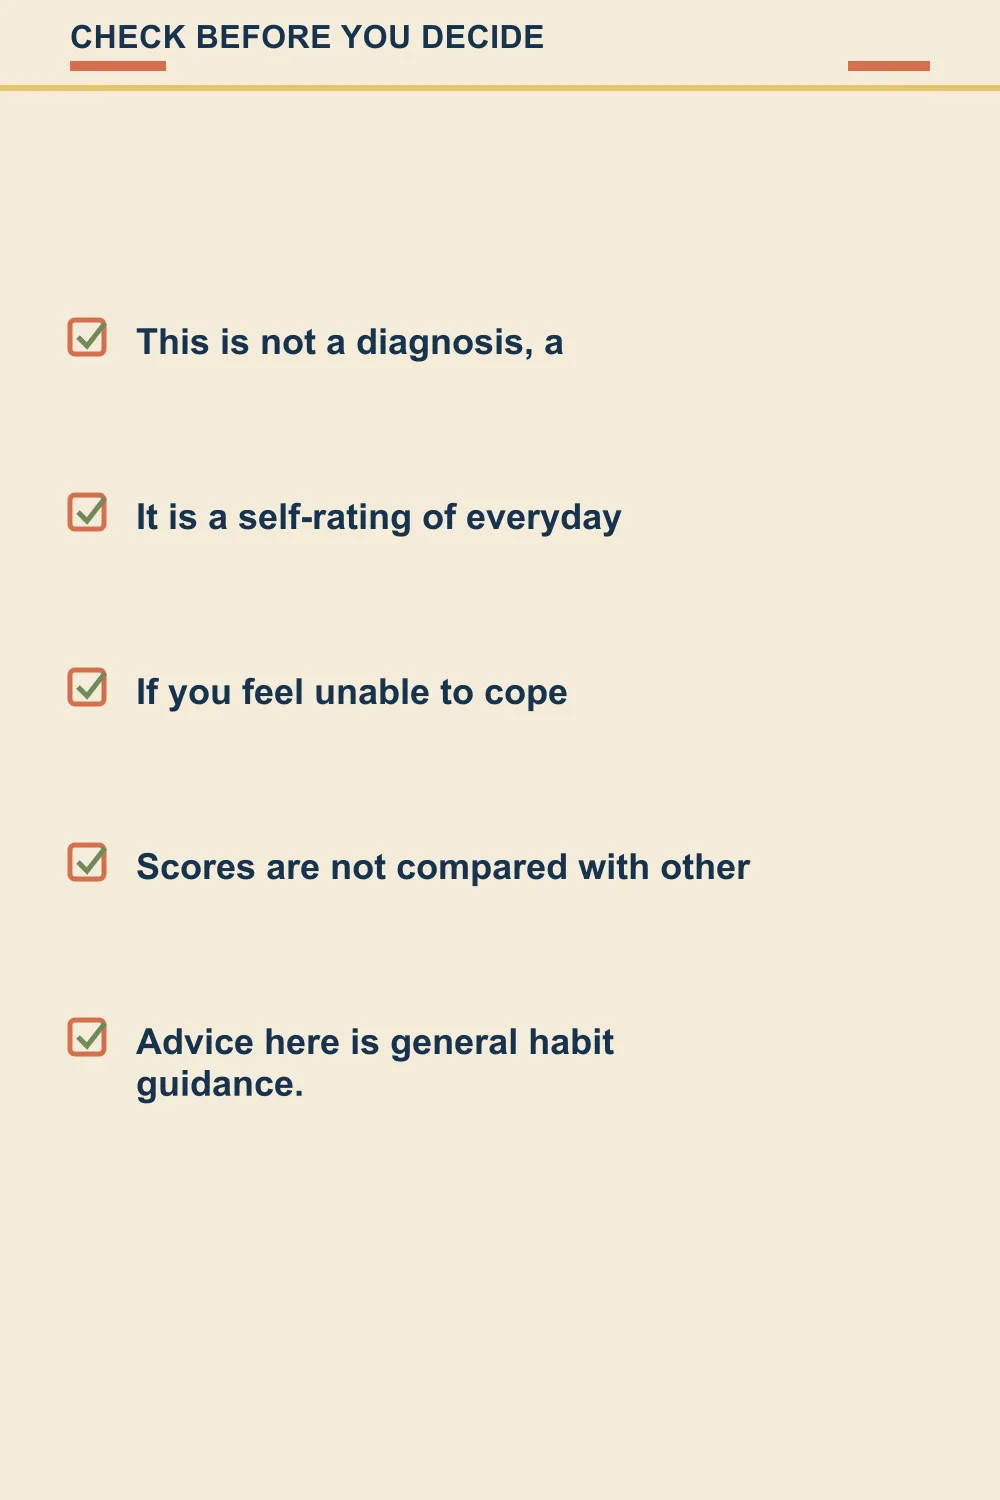 CHECK BEFORE YOU DECIDE
This is not a diagnosis, a
It is a self-rating of everyday
If you feel unable to cope
Scores are not compared with other
Advice here is general habit
guidance.